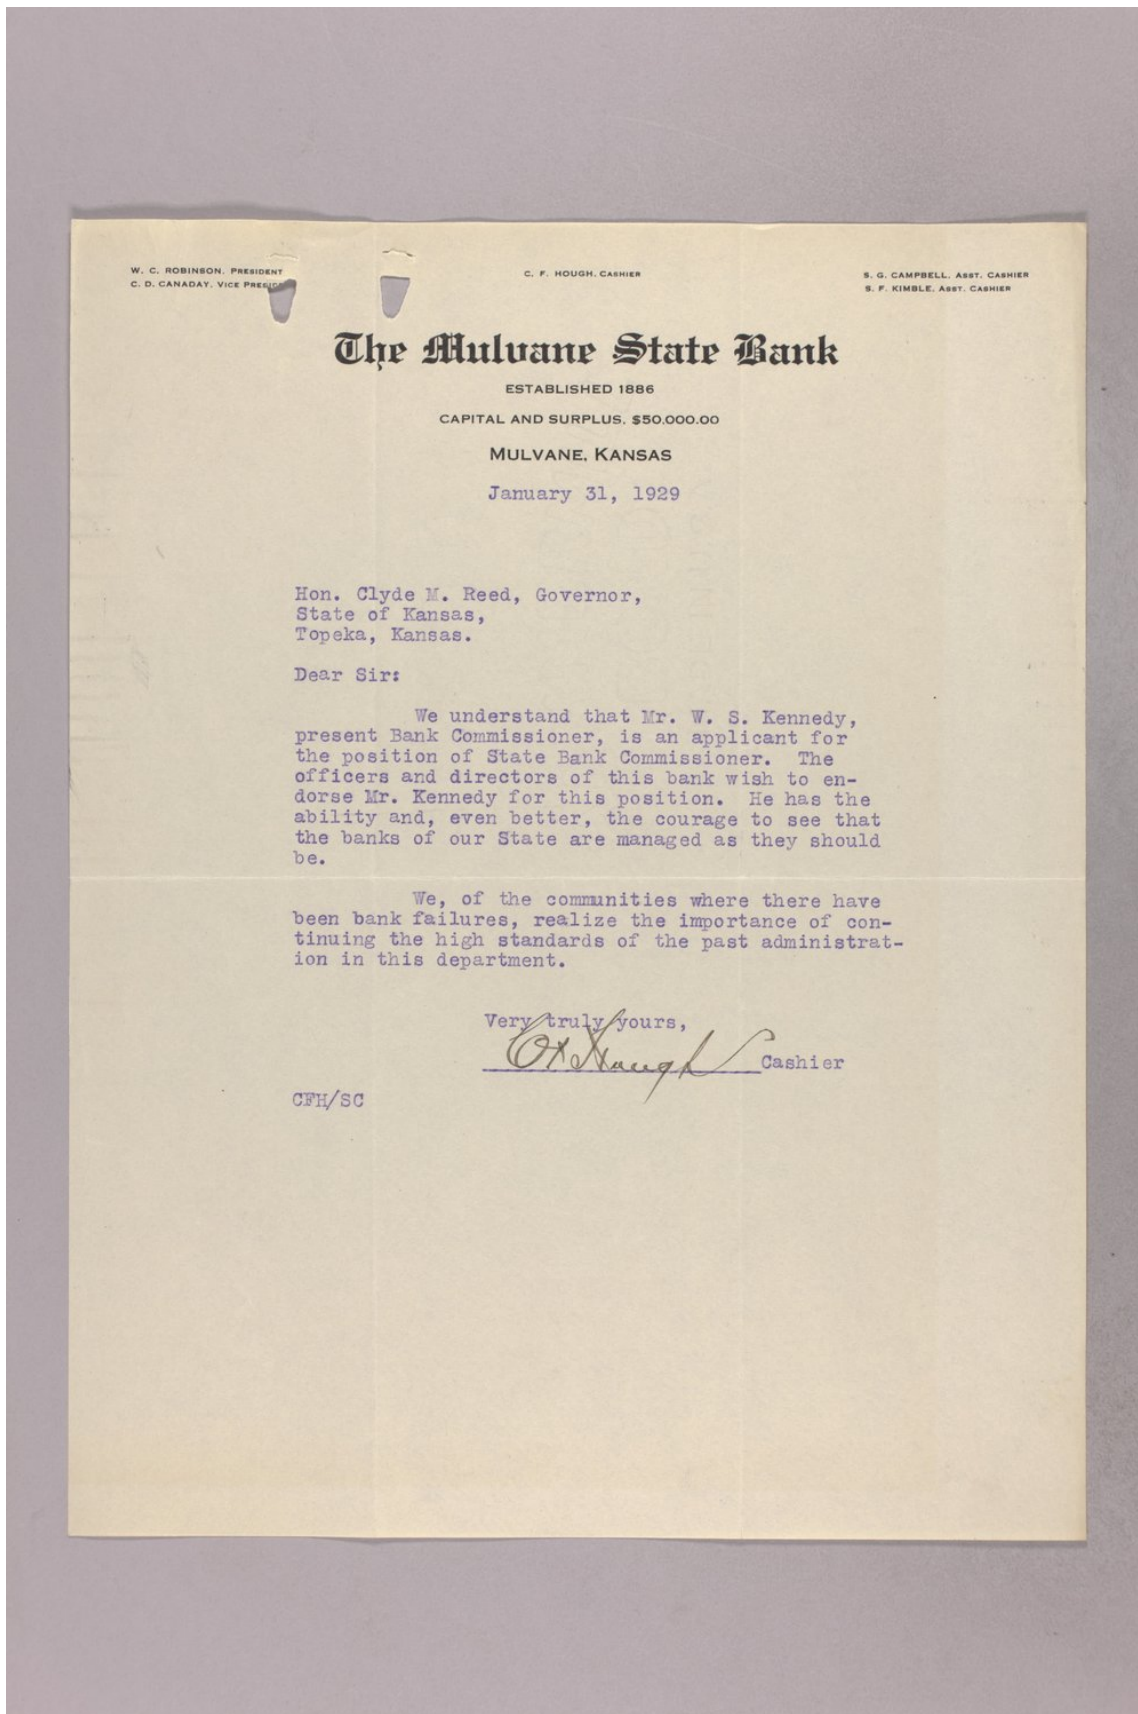 W. C. ROBINSON, PRESIDENT
C. D. CANADAY, VICE PRESID
C. F. HOUGH, CASHIER
S. G. CAMPBELL, ASST. CASHIER
S. F. KIMBLE, ASST. CASHIER
The Mulvane State Bank
ESTABLISHED 1886
CAPITAL AND SURPLUS, $50,000.00
MULVANE, KANSAS
January 31, 1929
Hon. Clyde M. Reed, Governor,
State of Kansas,
Topeka, Kansas.
Dear Sir:
We understand that Mr. W. S. Kennedy,
present Bank Commissioner, is an applicant for
the position of State Bank Commissioner. The
officers and directors of this bank wish to en-
dorse Mr. Kennedy for this position. He has the
ability and, even better, the courage to see that
the banks of our State are managed as they should
be.
We, of the communities where there have
been bank failures, realize the importance of con-
tinuing the high standards of the past administrat-
ion in this department.
Very truly yours,
C F Hough Cashier
CFH/SC